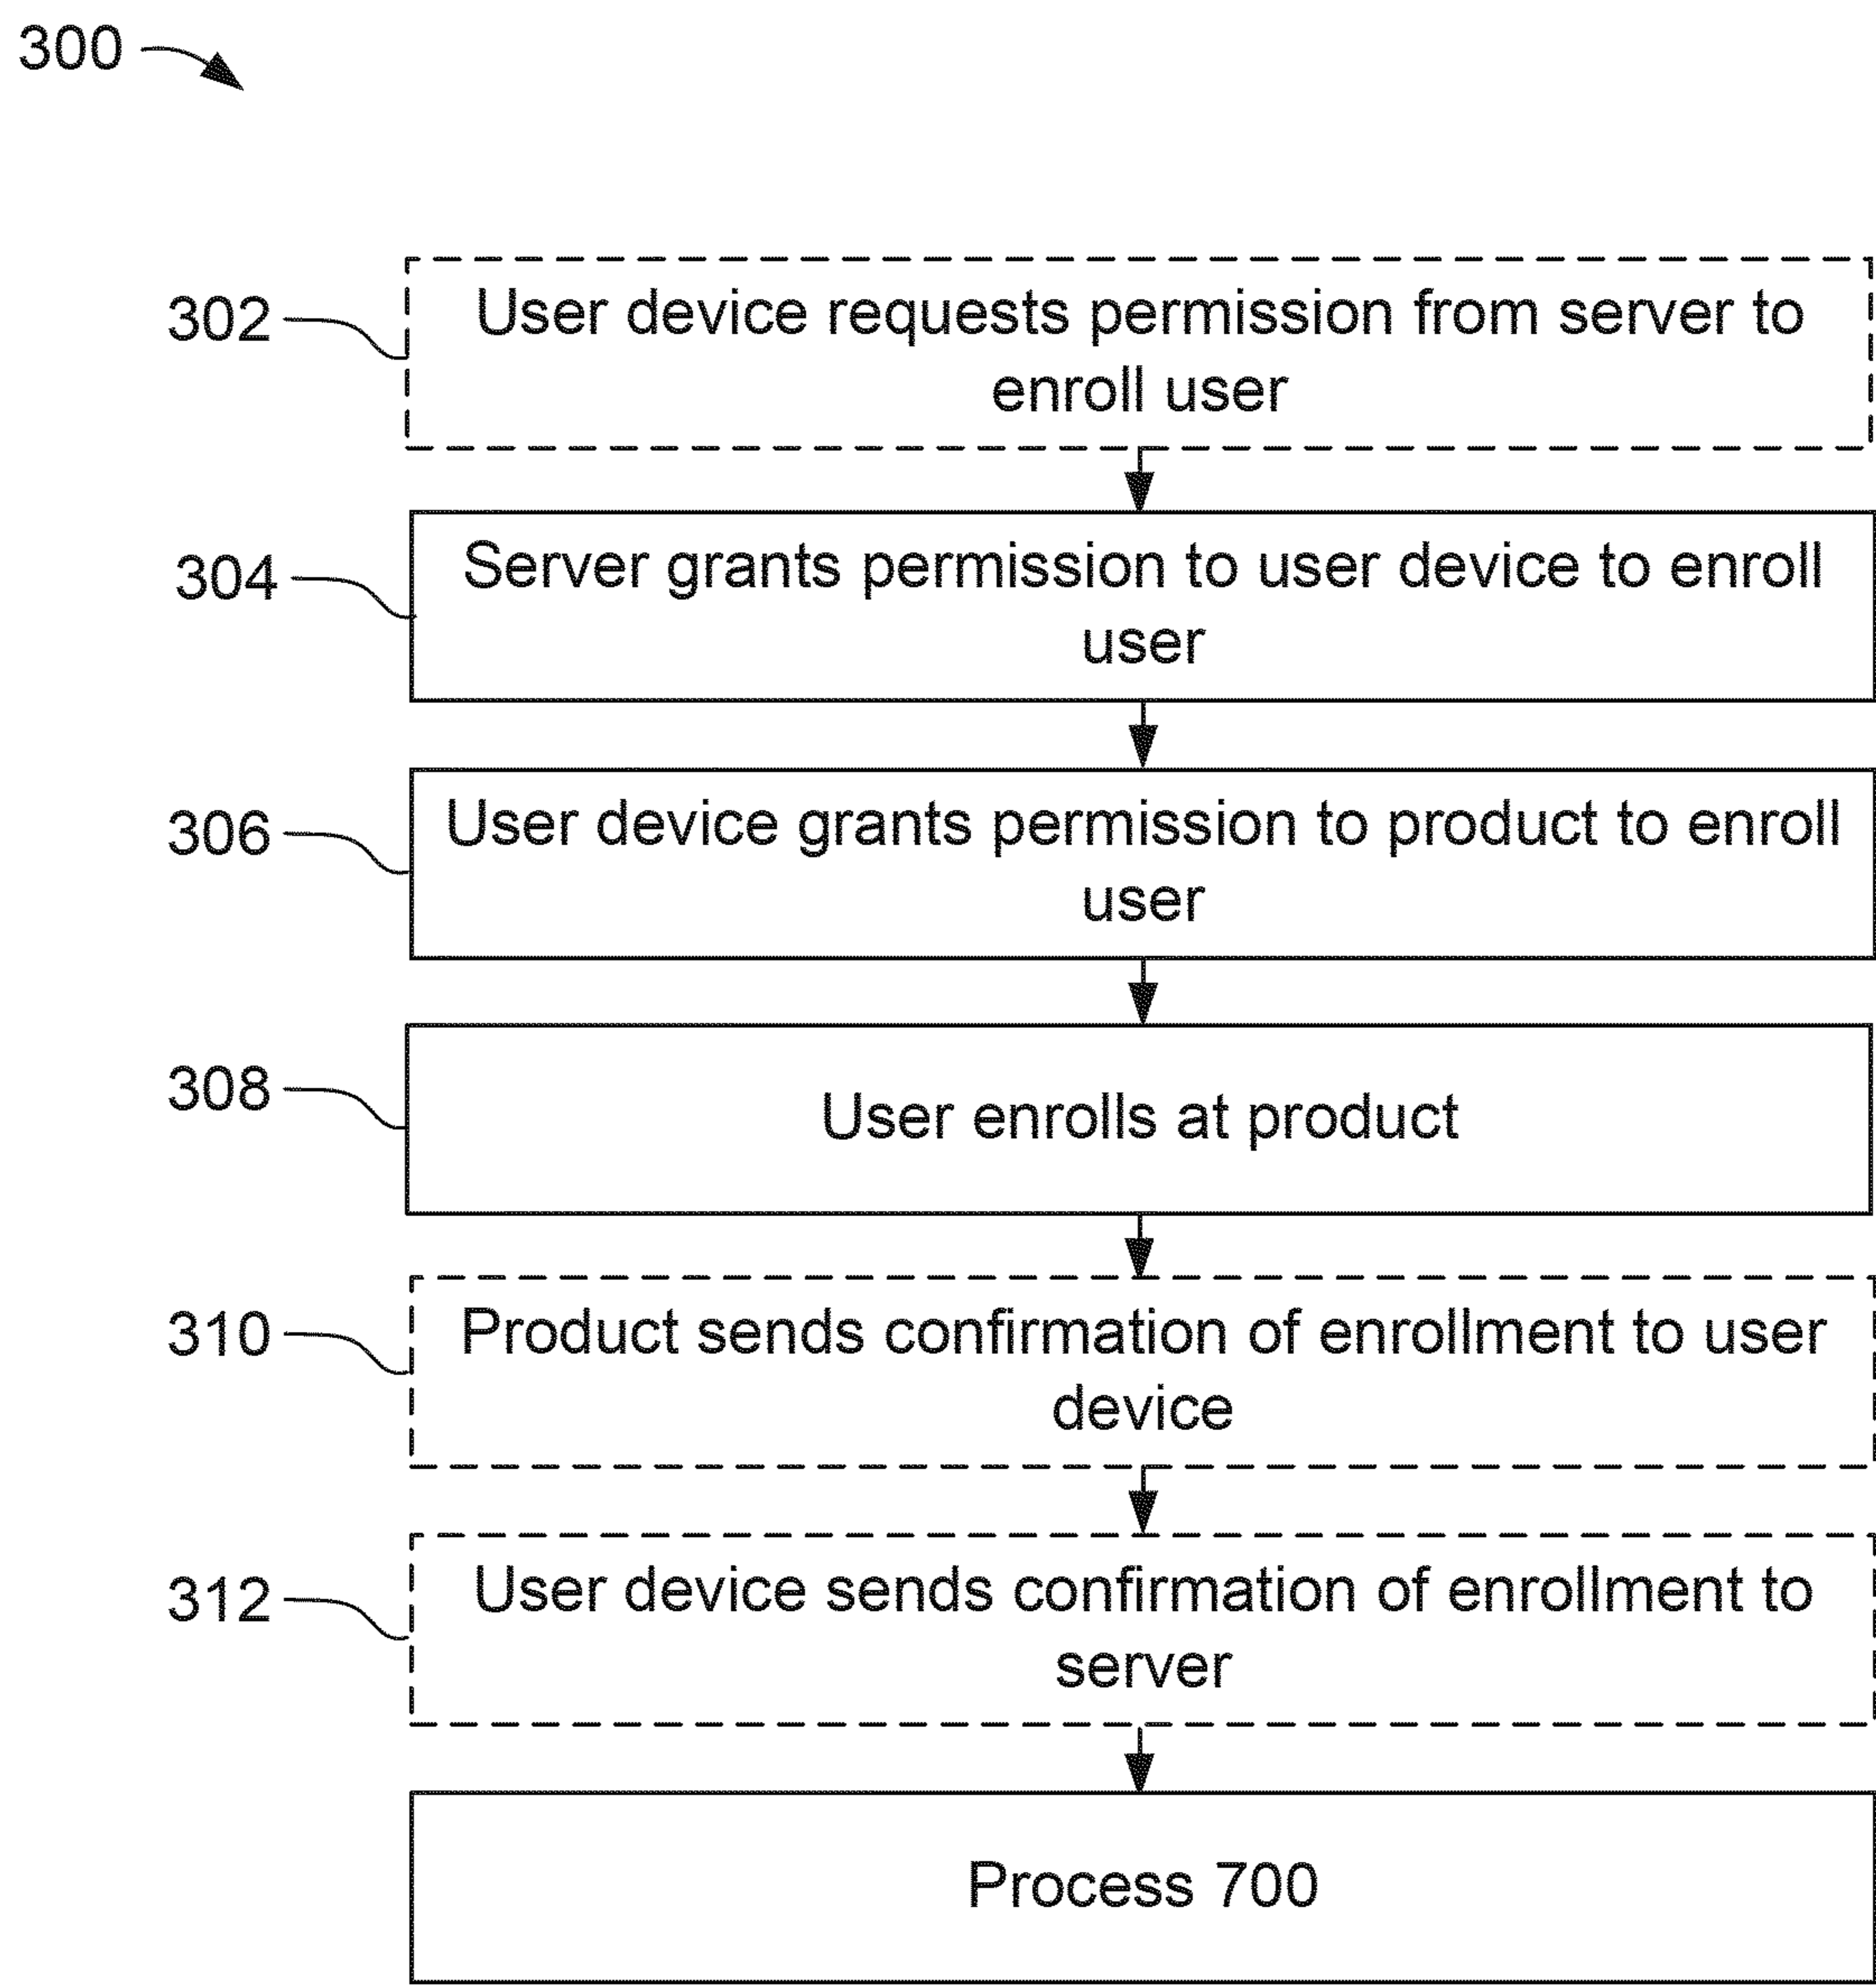 300
302
User device requests permission from server to
enroll user
304
Server grants permission to user device to enroll
user
306
User device grants permission to product to enroll
user
308
User enrolls at product
310
Product sends confirmation of enrollment to user
device
312
User device sends confirmation of enrollment to
server
Process 700